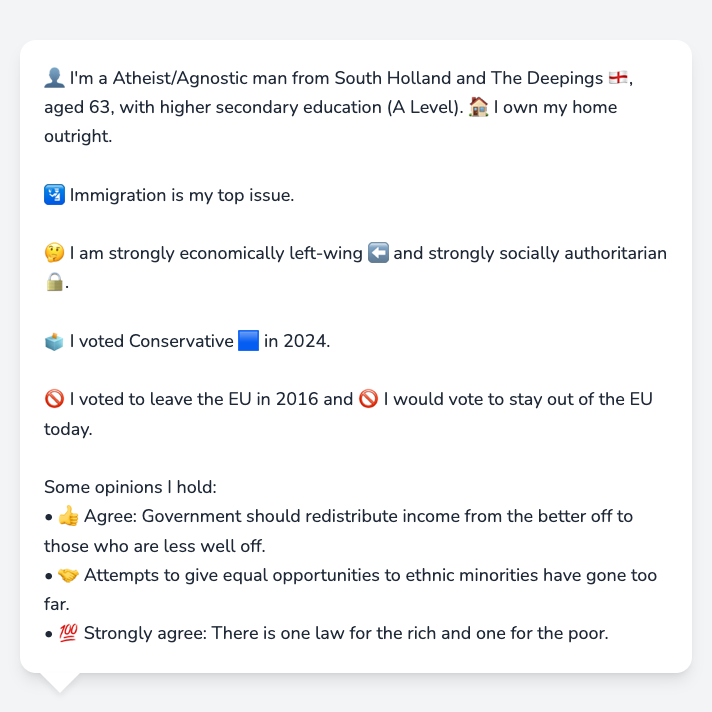 👤 I'm a Atheist/Agnostic man from South Holland and The Deepings 🏴󠁧󠁢󠁥󠁮󠁧󠁿,
aged 63, with higher secondary education (A Level). 🏠 I own my home
outright.
🛂 Immigration is my top issue.
🤔 I am strongly economically left-wing ⬅️ and strongly socially authoritarian
🔒.
🗳️ I voted Conservative 🟦 in 2024.
🚫 I voted to leave the EU in 2016 and 🚫 I would vote to stay out of the EU
today.
Some opinions I hold:
• 👍 Agree: Government should redistribute income from the better off to
those who are less well off.
• 🤝 Attempts to give equal opportunities to ethnic minorities have gone too
far.
• 💯 Strongly agree: There is one law for the rich and one for the poor.